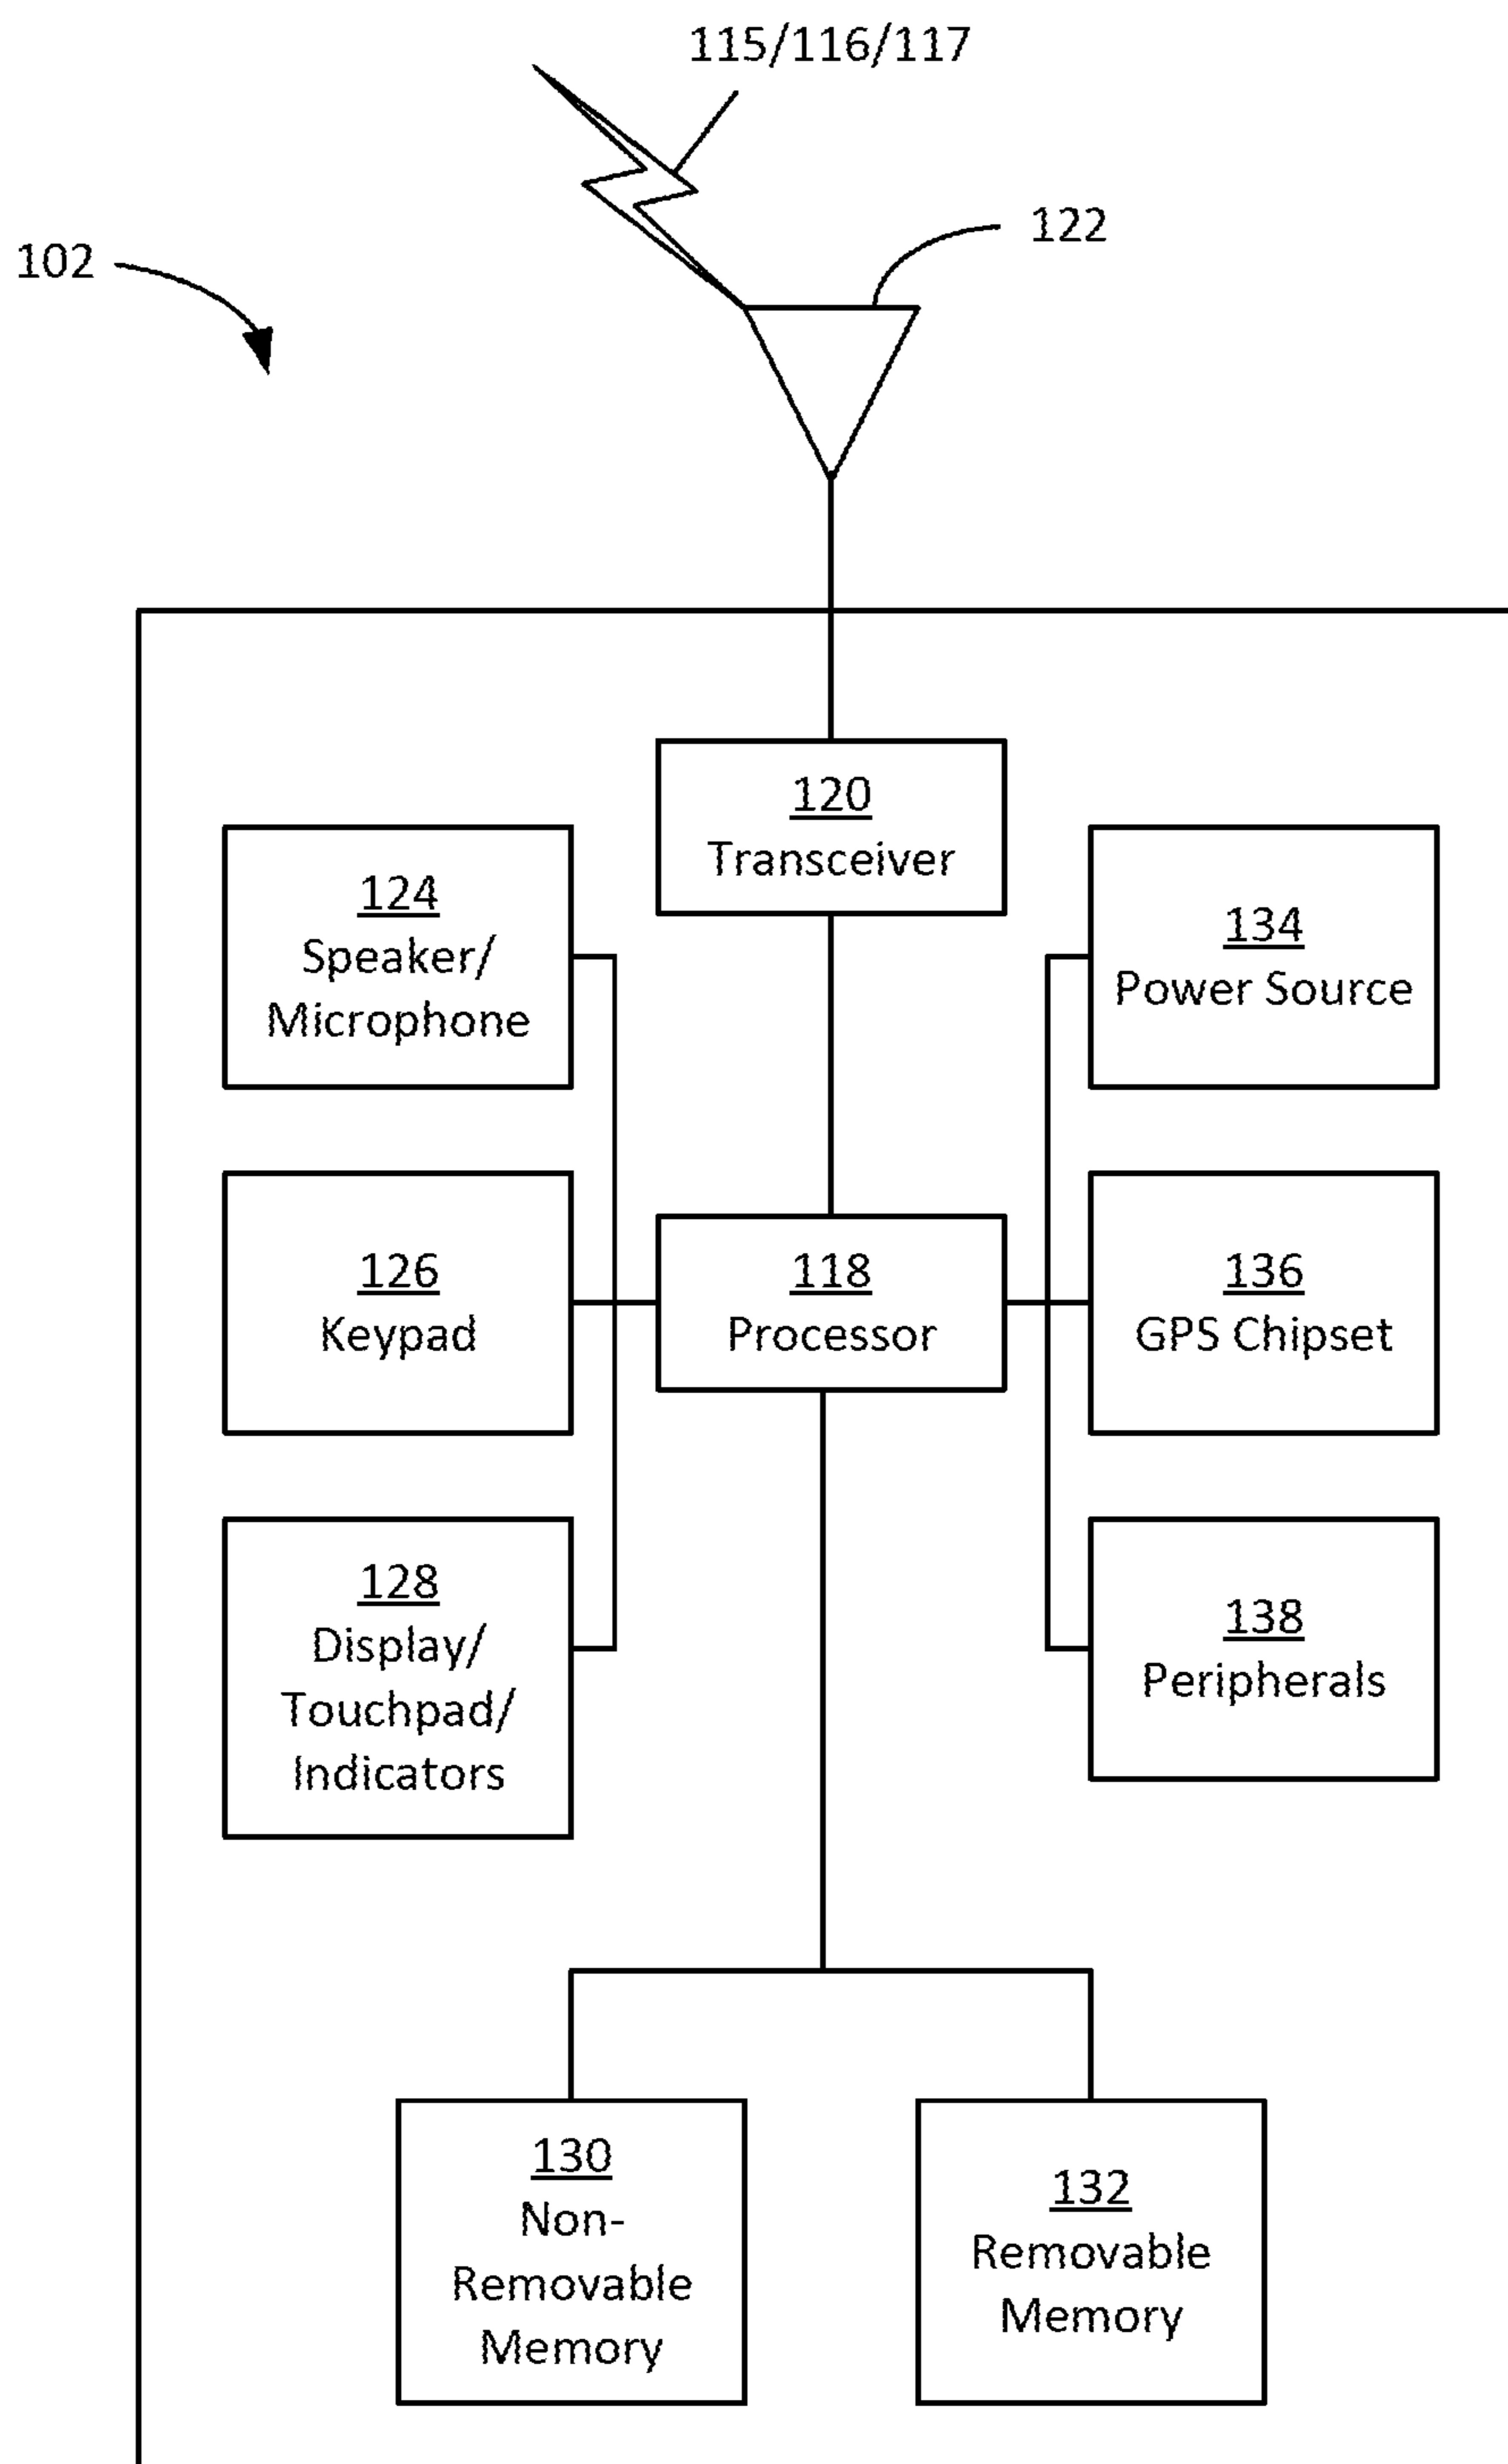 115/116/117
122
102
120
Transceiver
124
Speaker/
Microphone
134
Power Source
126
Keypad
118
Processor
136
GPS Chipset
128
Display/
Touchpad/
Indicators
138
Peripherals
130
Non-
Removable
Memory
132
Removable
Memory